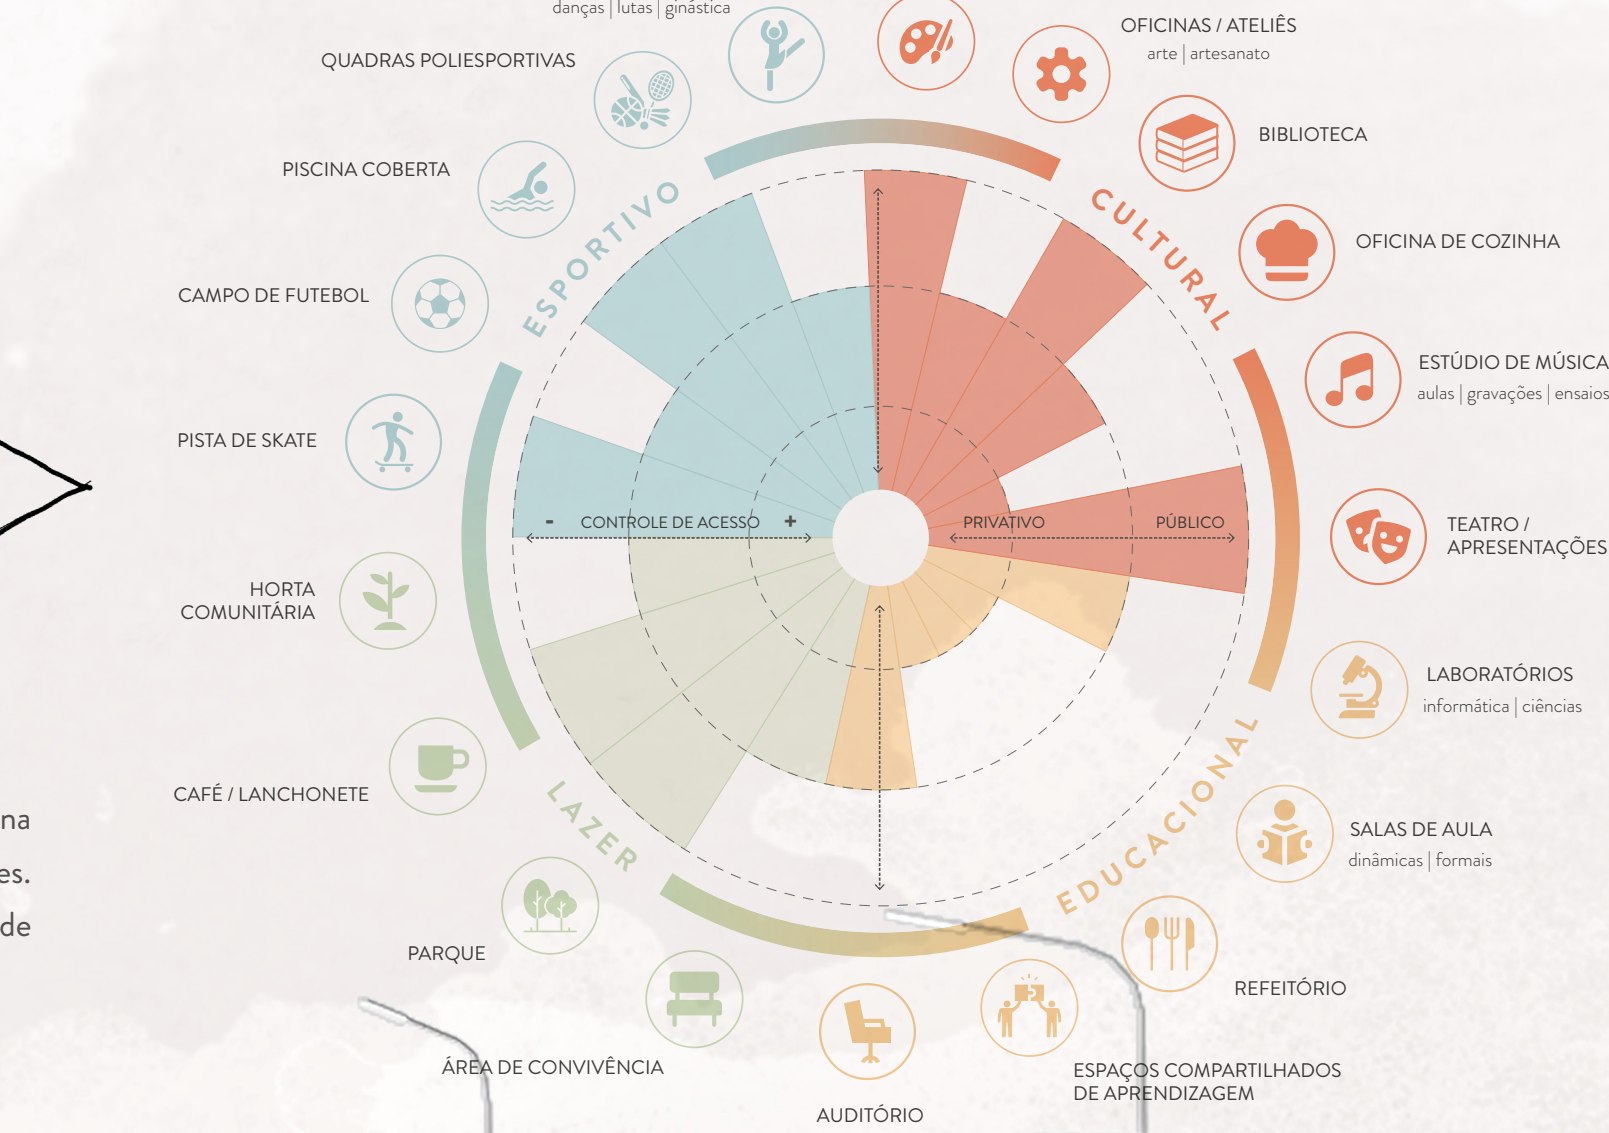 danças | lutas | ginástica
OFICINAS / ATELIÊS
arte | artesanato
QUADRAS POLIESPORTIVAS
BIBLIOTECA
PISCINA COBERTA
ESPORTIVO
CULTURAL
OFICINA DE COZINHA
CAMPO DE FUTEBOL
ESTÚDIO DE MÚSICA
aulas | gravações | ensaios
PISTA DE SKATE
- CONTROLE DE ACESSO +
PRIVATIVO
PÚBLICO
TEATRO /
APRESENTAÇÕES
HORTA
COMUNITÁRIA
LABORATÓRIOS
informática | ciências
CAFÉ / LANCHONETE
LAZER
EDUCACIONAL
SALAS DE AULA
dinâmicas | formais
na
es.
de
PARQUE
REFEITÓRIO
ÁREA DE CONVIVÊNCIA
ESPAÇOS COMPARTILHADOS
DE APRENDIZAGEM
AUDITÓRIO